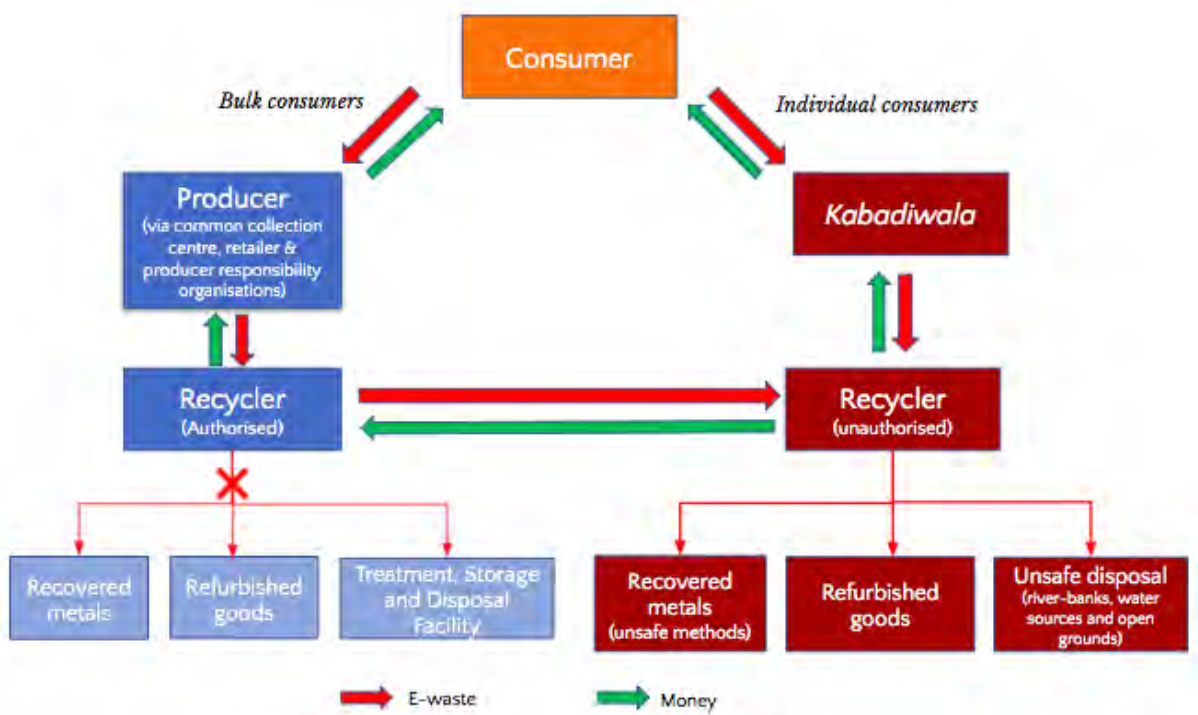 Consumer
Bulk consumers
Individual consumers
Producer
(via common collection
centre, retailer &
producer responsibility
organisations)
Kabadiwala
Recycler
(Authorised)
Recycler
(unauthorised)
Recovered
metals
Refurbished
goods
Treatment, Storage
and Disposal
Facility
Recovered
metals
(unsafe methods)
Refurbished
goods
Unsafe disposal
(river-banks, water
sources and open
grounds)
E-waste
Money